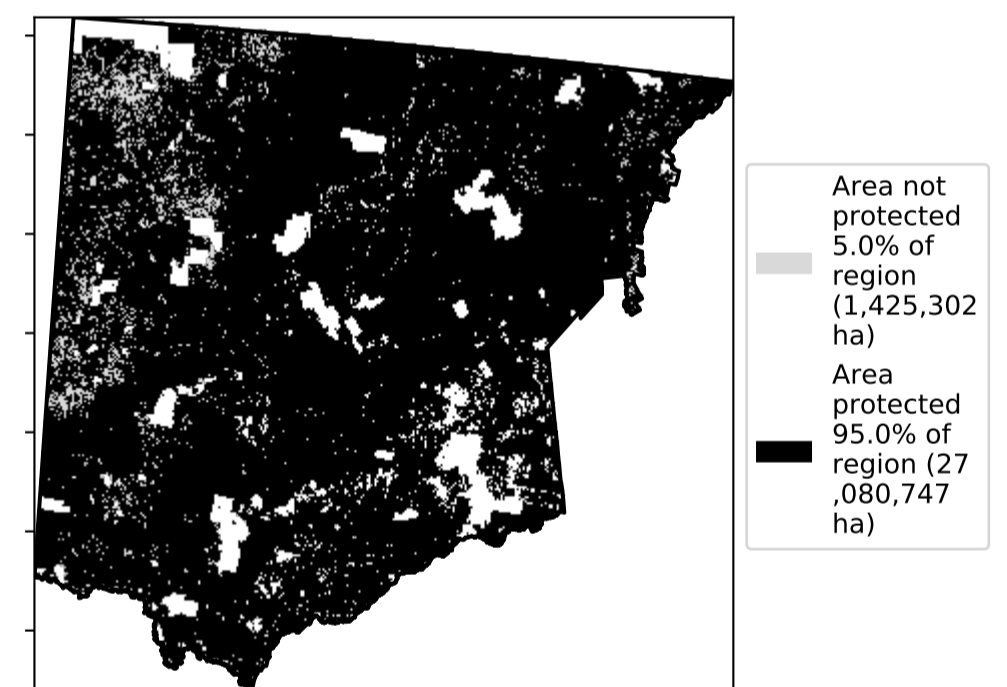 Area not
protected
5.0% of
region
(1,425,302
ha)
Area
protected
95.0% of
region (27
,080,747
ha)